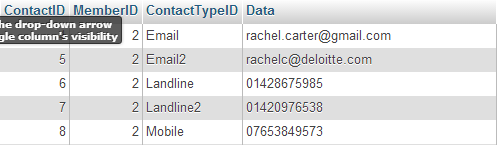 ContactID MemberID ContactTypeID Data
he drop-down arrow
gle column's visibility
2 Email rachel.carter@gmail.com
5 2 Email2 rachelc@deloitte.com
6 2 Landline 01428675985
7 2 Landline2 01420976538
8 2 Mobile 07653849573